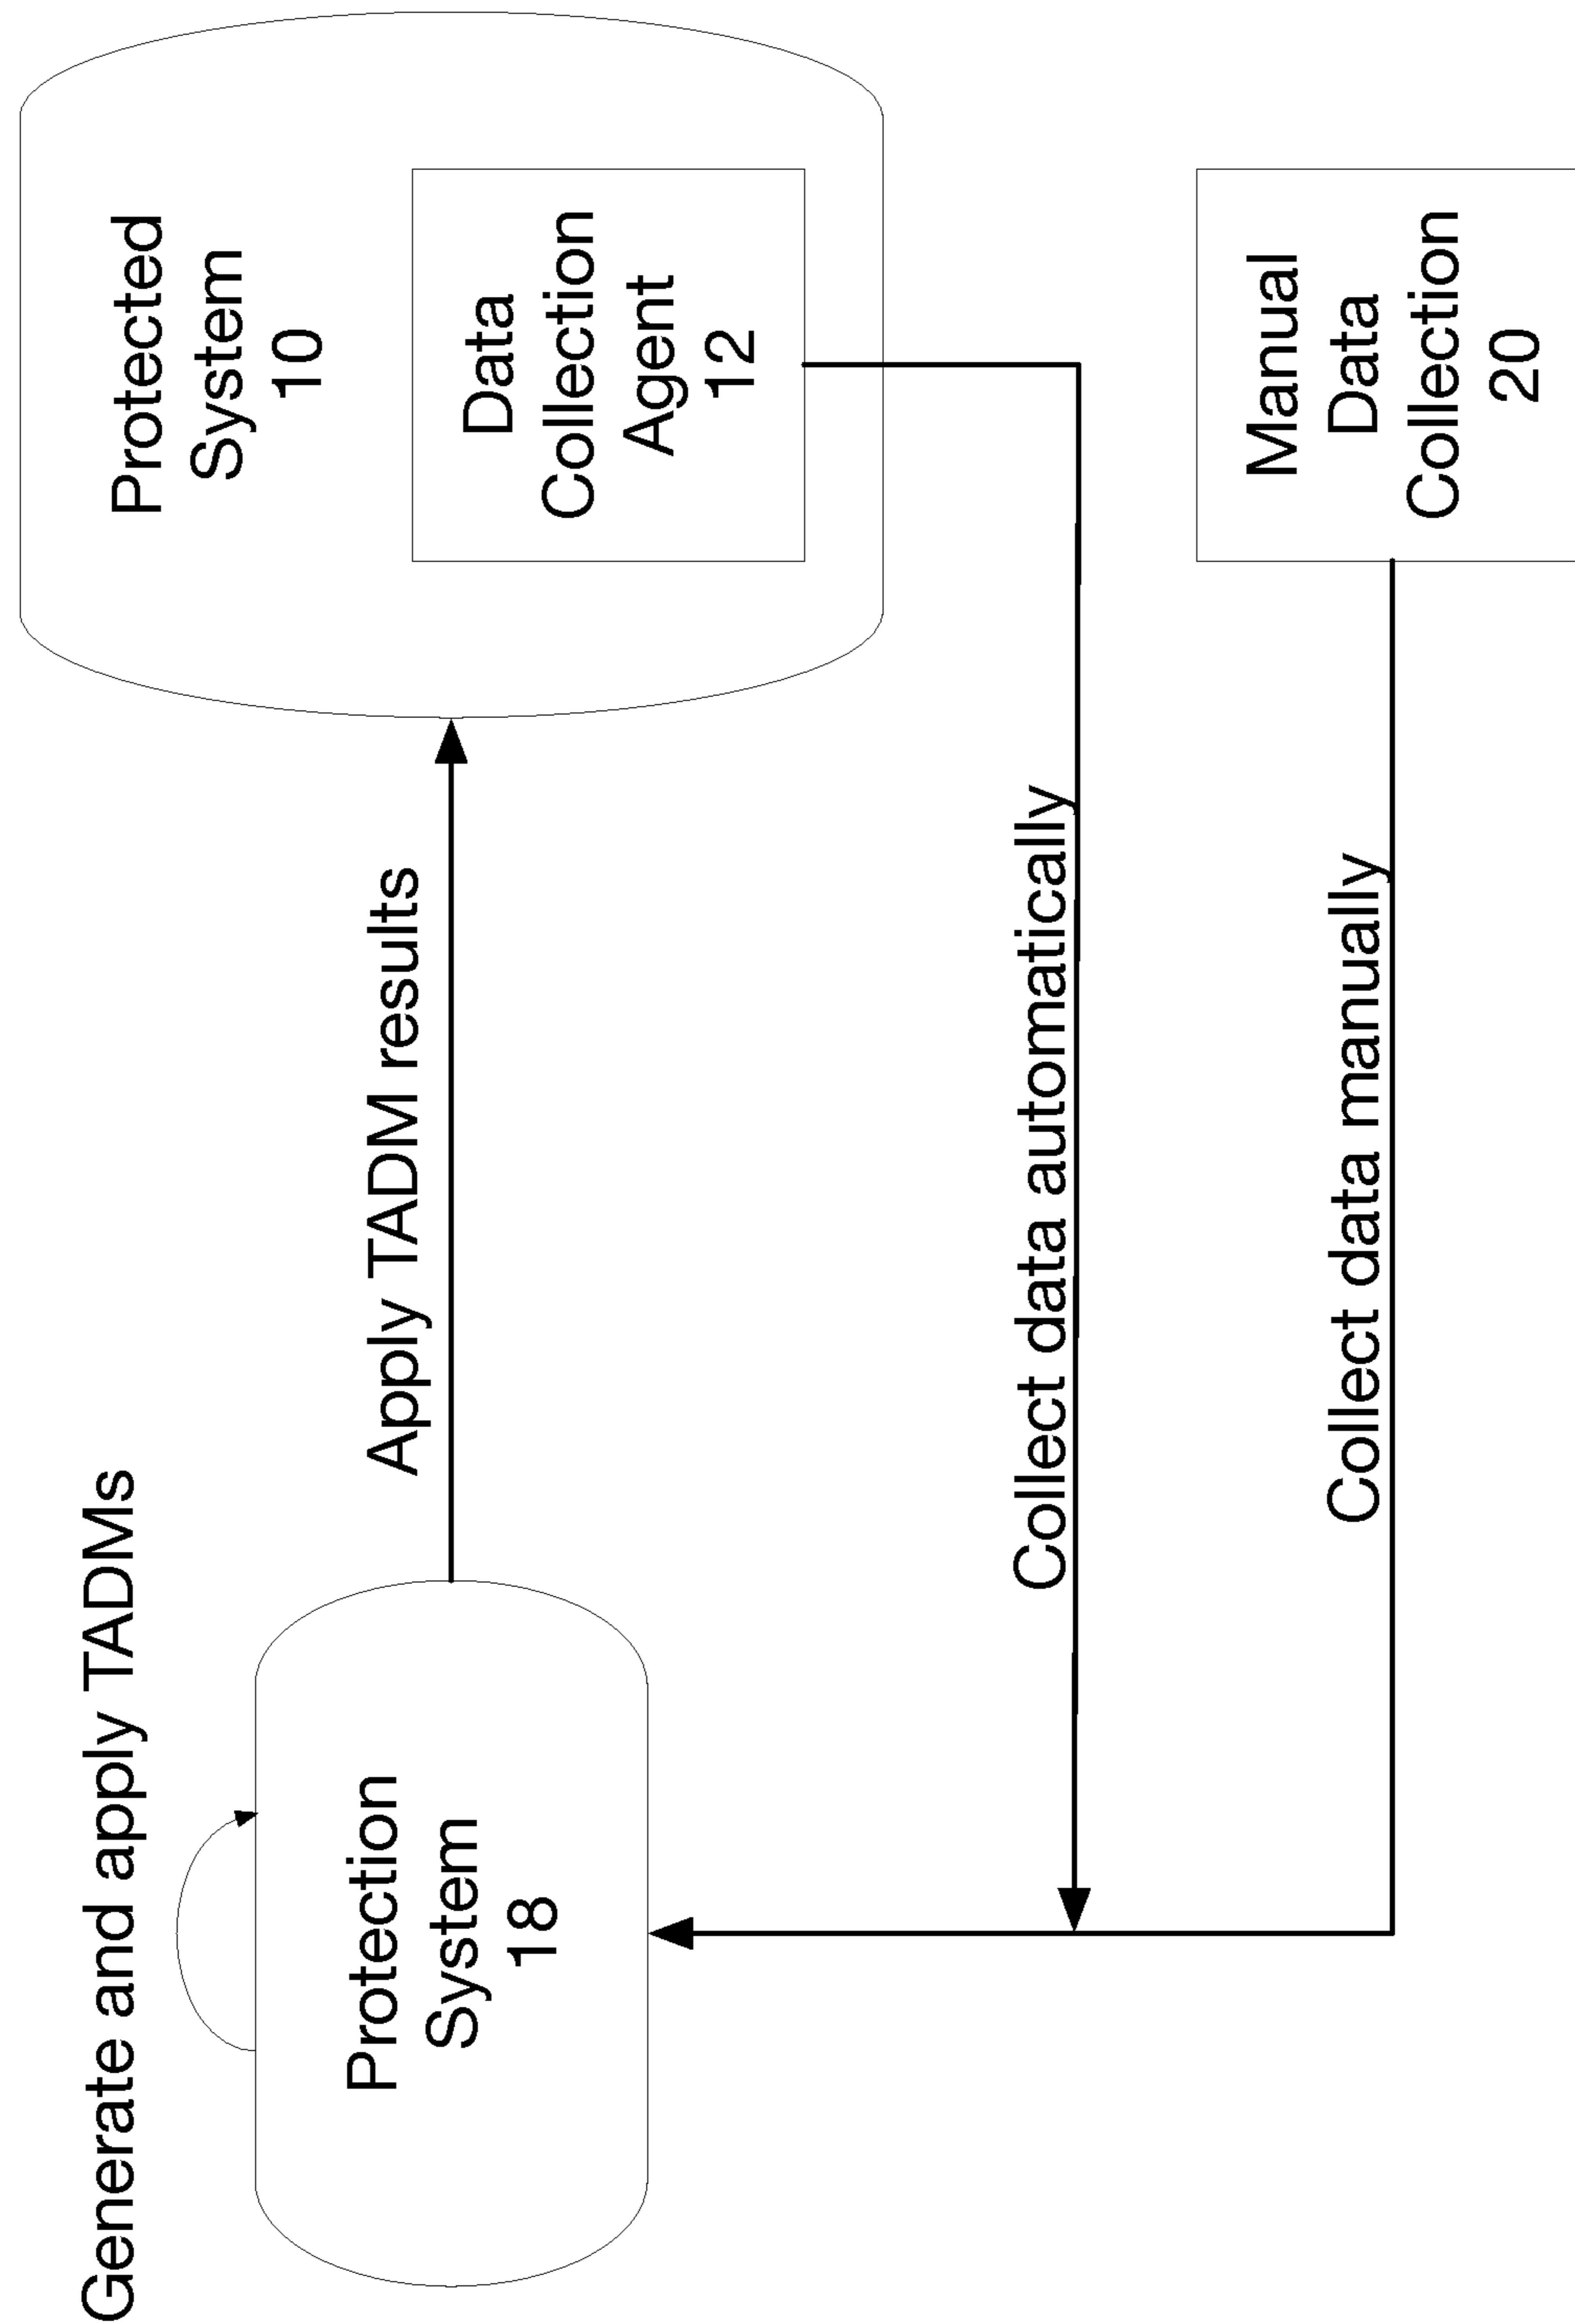 Generate and apply TADMs
Protection
System
18
Apply TADM results
Protected
System
10
Data
Collection
Agent
12
Collect data automatically
Collect data manually
Manual
Data
Collection
20